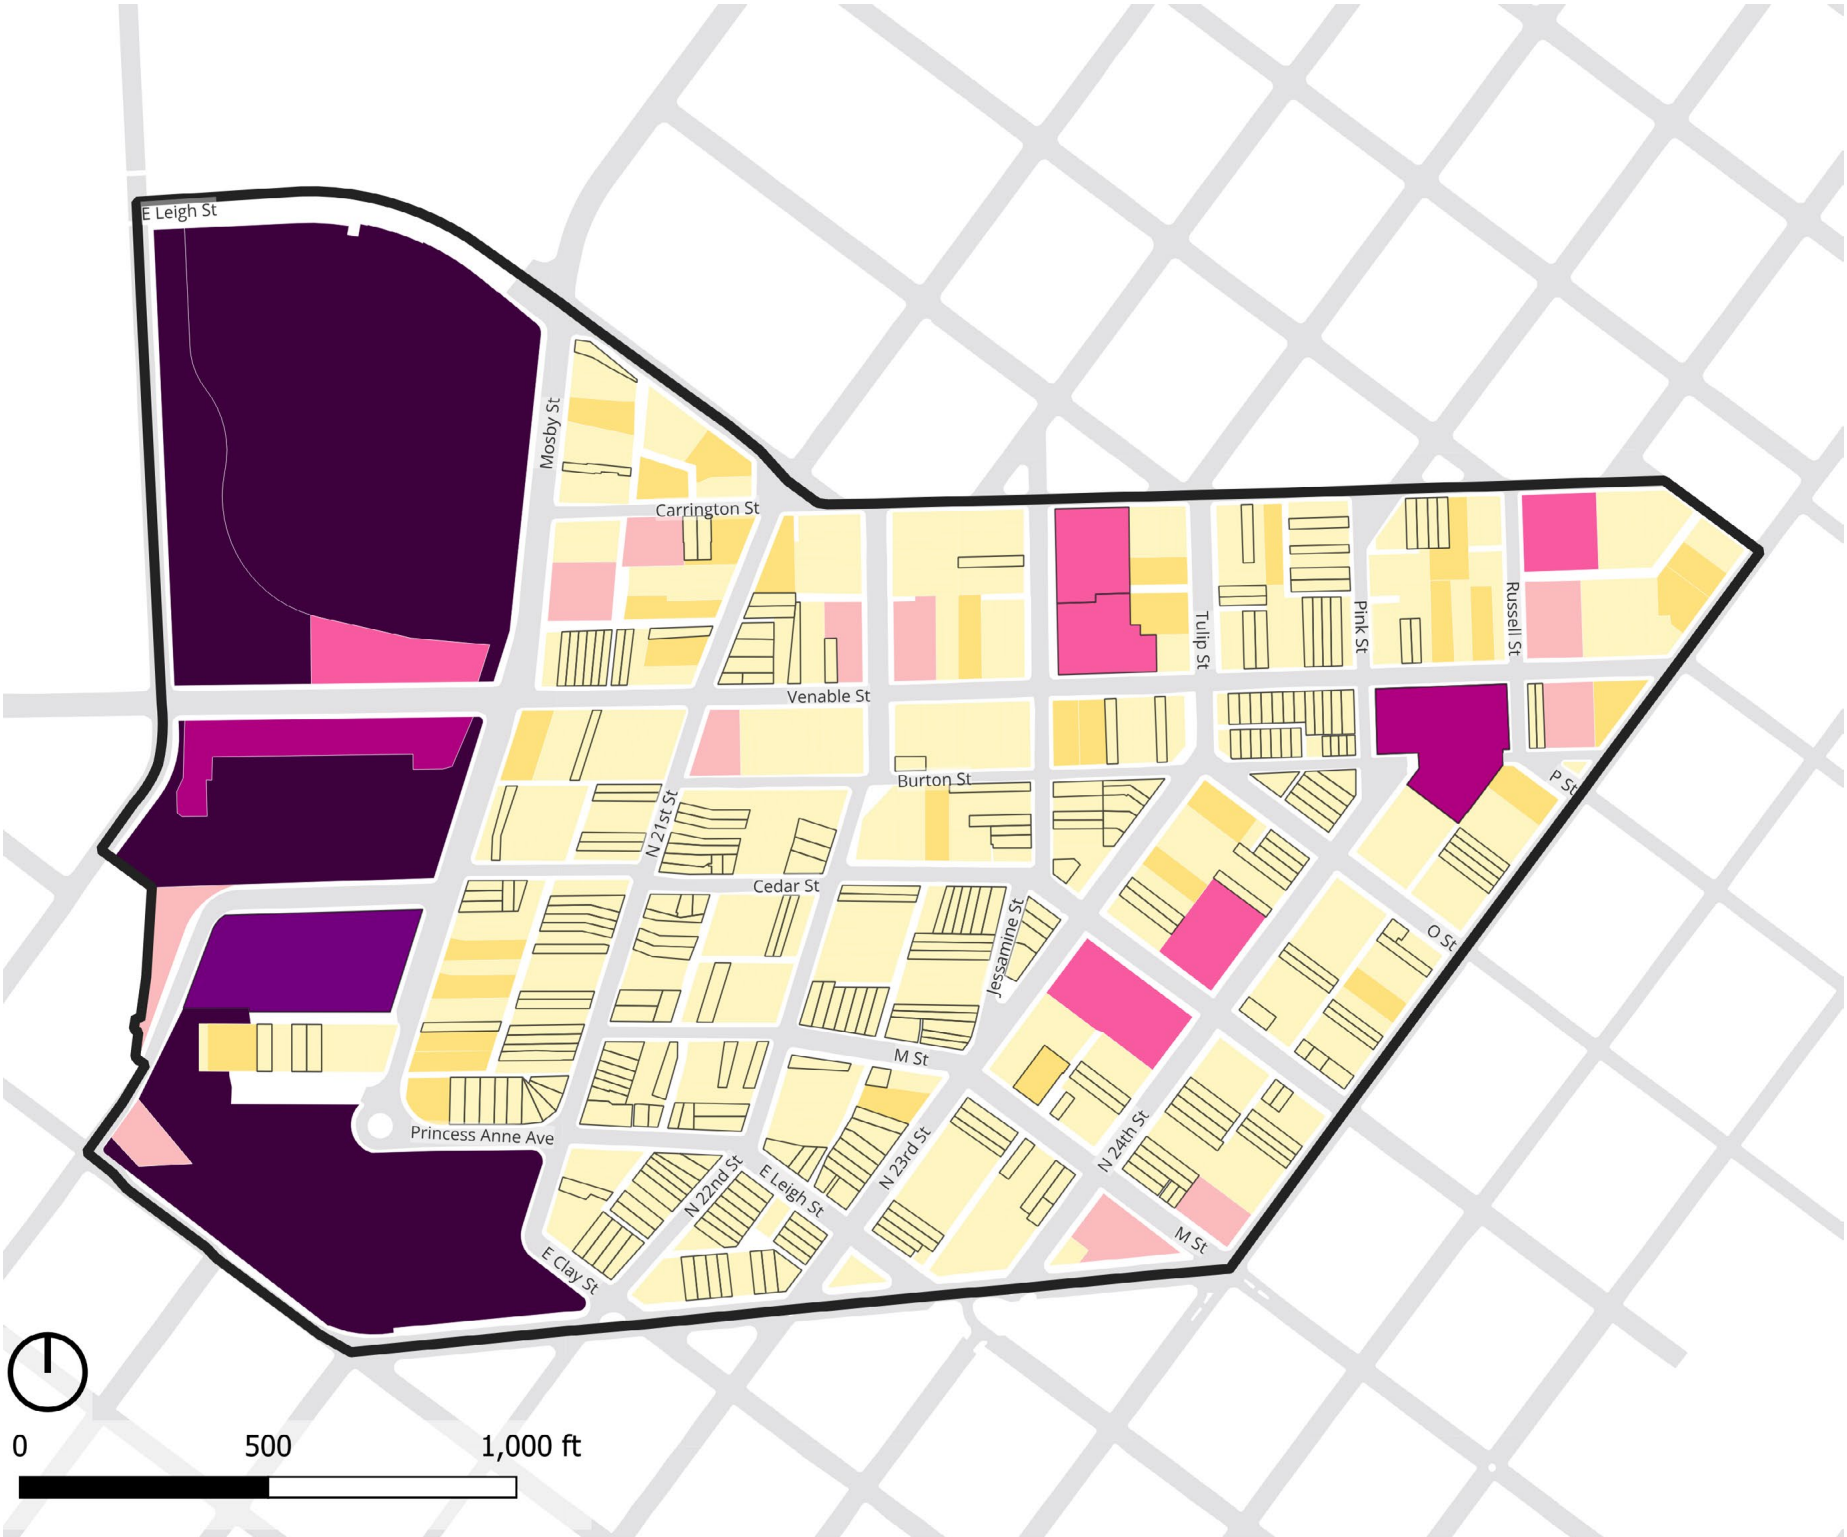 E Leigh St
Mosby St
Carrington St
Tulip St
Pink St
Russell St
Venable St
P St
Burton St
N 21st St
Cedar St
Jessamine St
O St
M St
Princess Anne Ave
N 22nd St
E Leigh St
N 23rd St
N 24th St
M St
E Clay St
0 500 1,000 ft